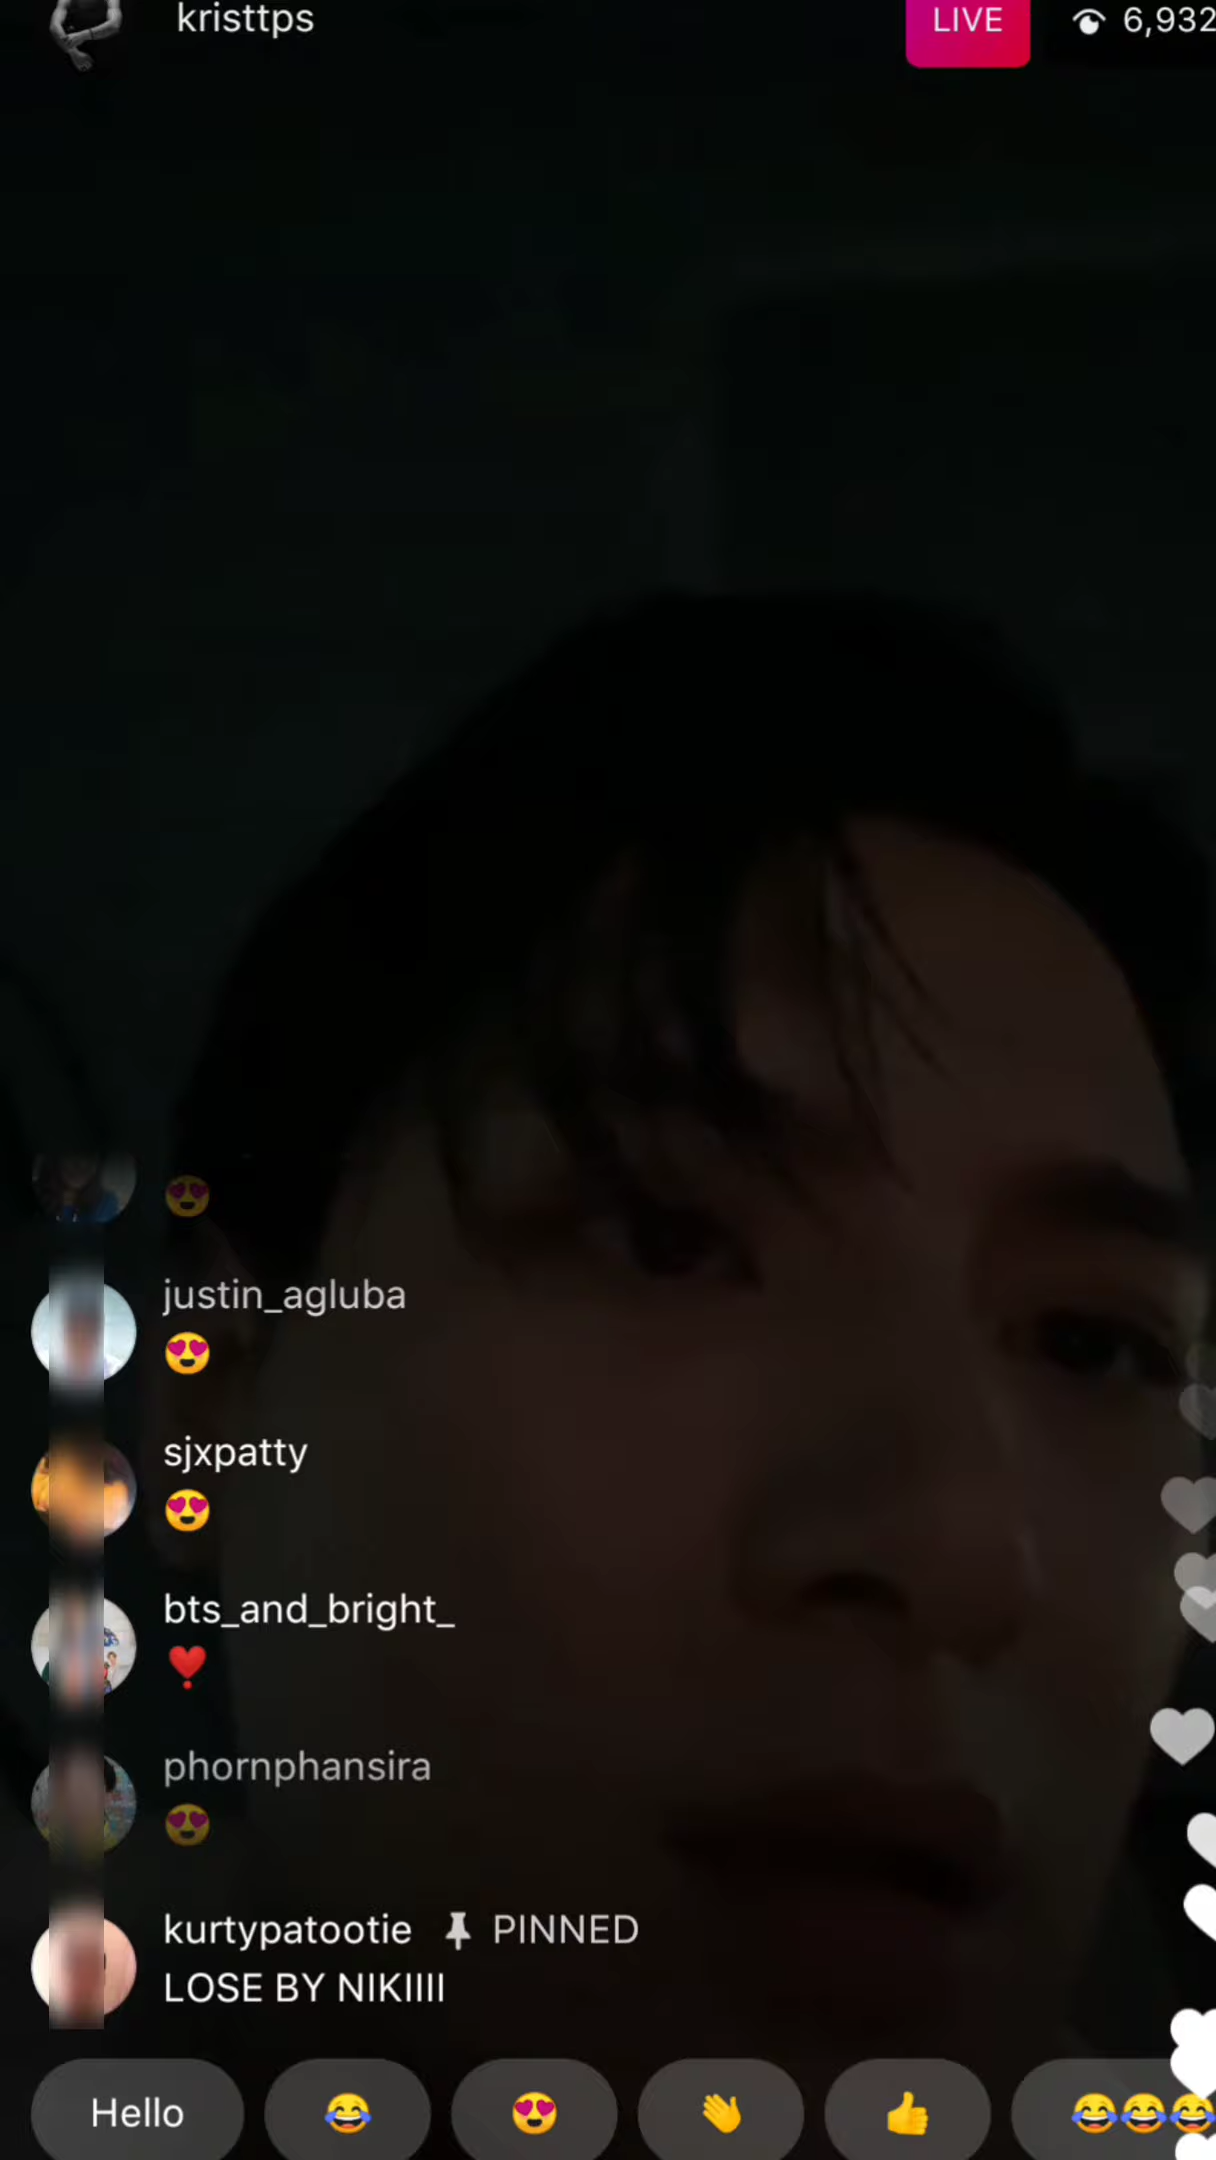 kristtps
LIVE 6,932
😍
justin_agluba
😍
sjxpatty
😍
bts_and_bright_
❣️
phornphansira
😍
kurtypatootie PINNED
LOSE BY NIKIIII
Hello 😂 😍 👋 👍 😂😂😂